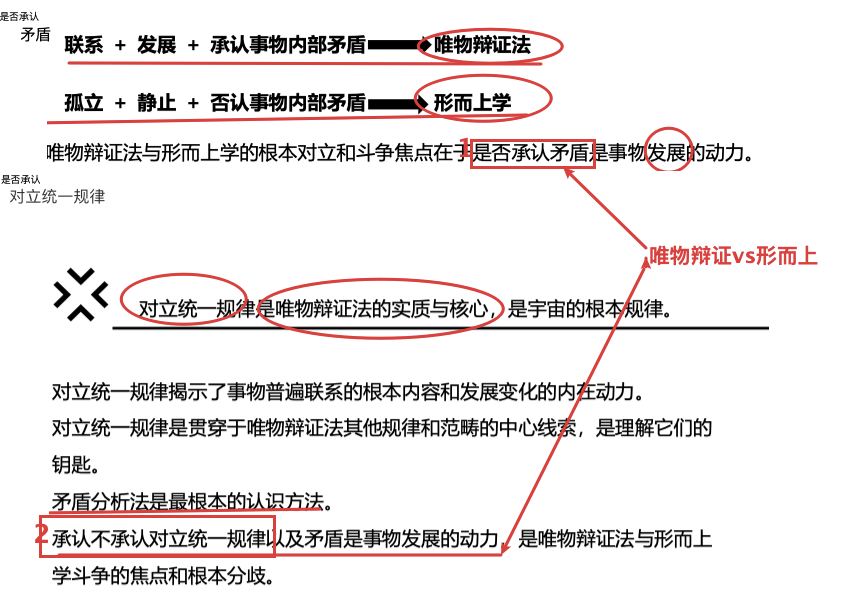 是否承认
矛盾
联系 + 发展 + 承认事物内部矛盾 唯物辩证法
孤立 + 静止 + 否认事物内部矛盾 形而上学
唯物辩证法与形而上学的根本对立和斗争焦点在于是否承认矛盾是事物发展的动力。
1
是否承认
对立统一规律
唯物辩证vs形而上
对立统一规律是唯物辩证法的实质与核心，是宇宙的根本规律。
对立统一规律揭示了事物普遍联系的根本内容和发展变化的内在动力。
对立统一规律是贯穿于唯物辩证法其他规律和范畴的中心线索，是理解它们的
钥匙。
矛盾分析法是最根本的认识方法。
2
承认不承认对立统一规律以及矛盾是事物发展的动力，是唯物辩证法与形而上
学斗争的焦点和根本分歧。